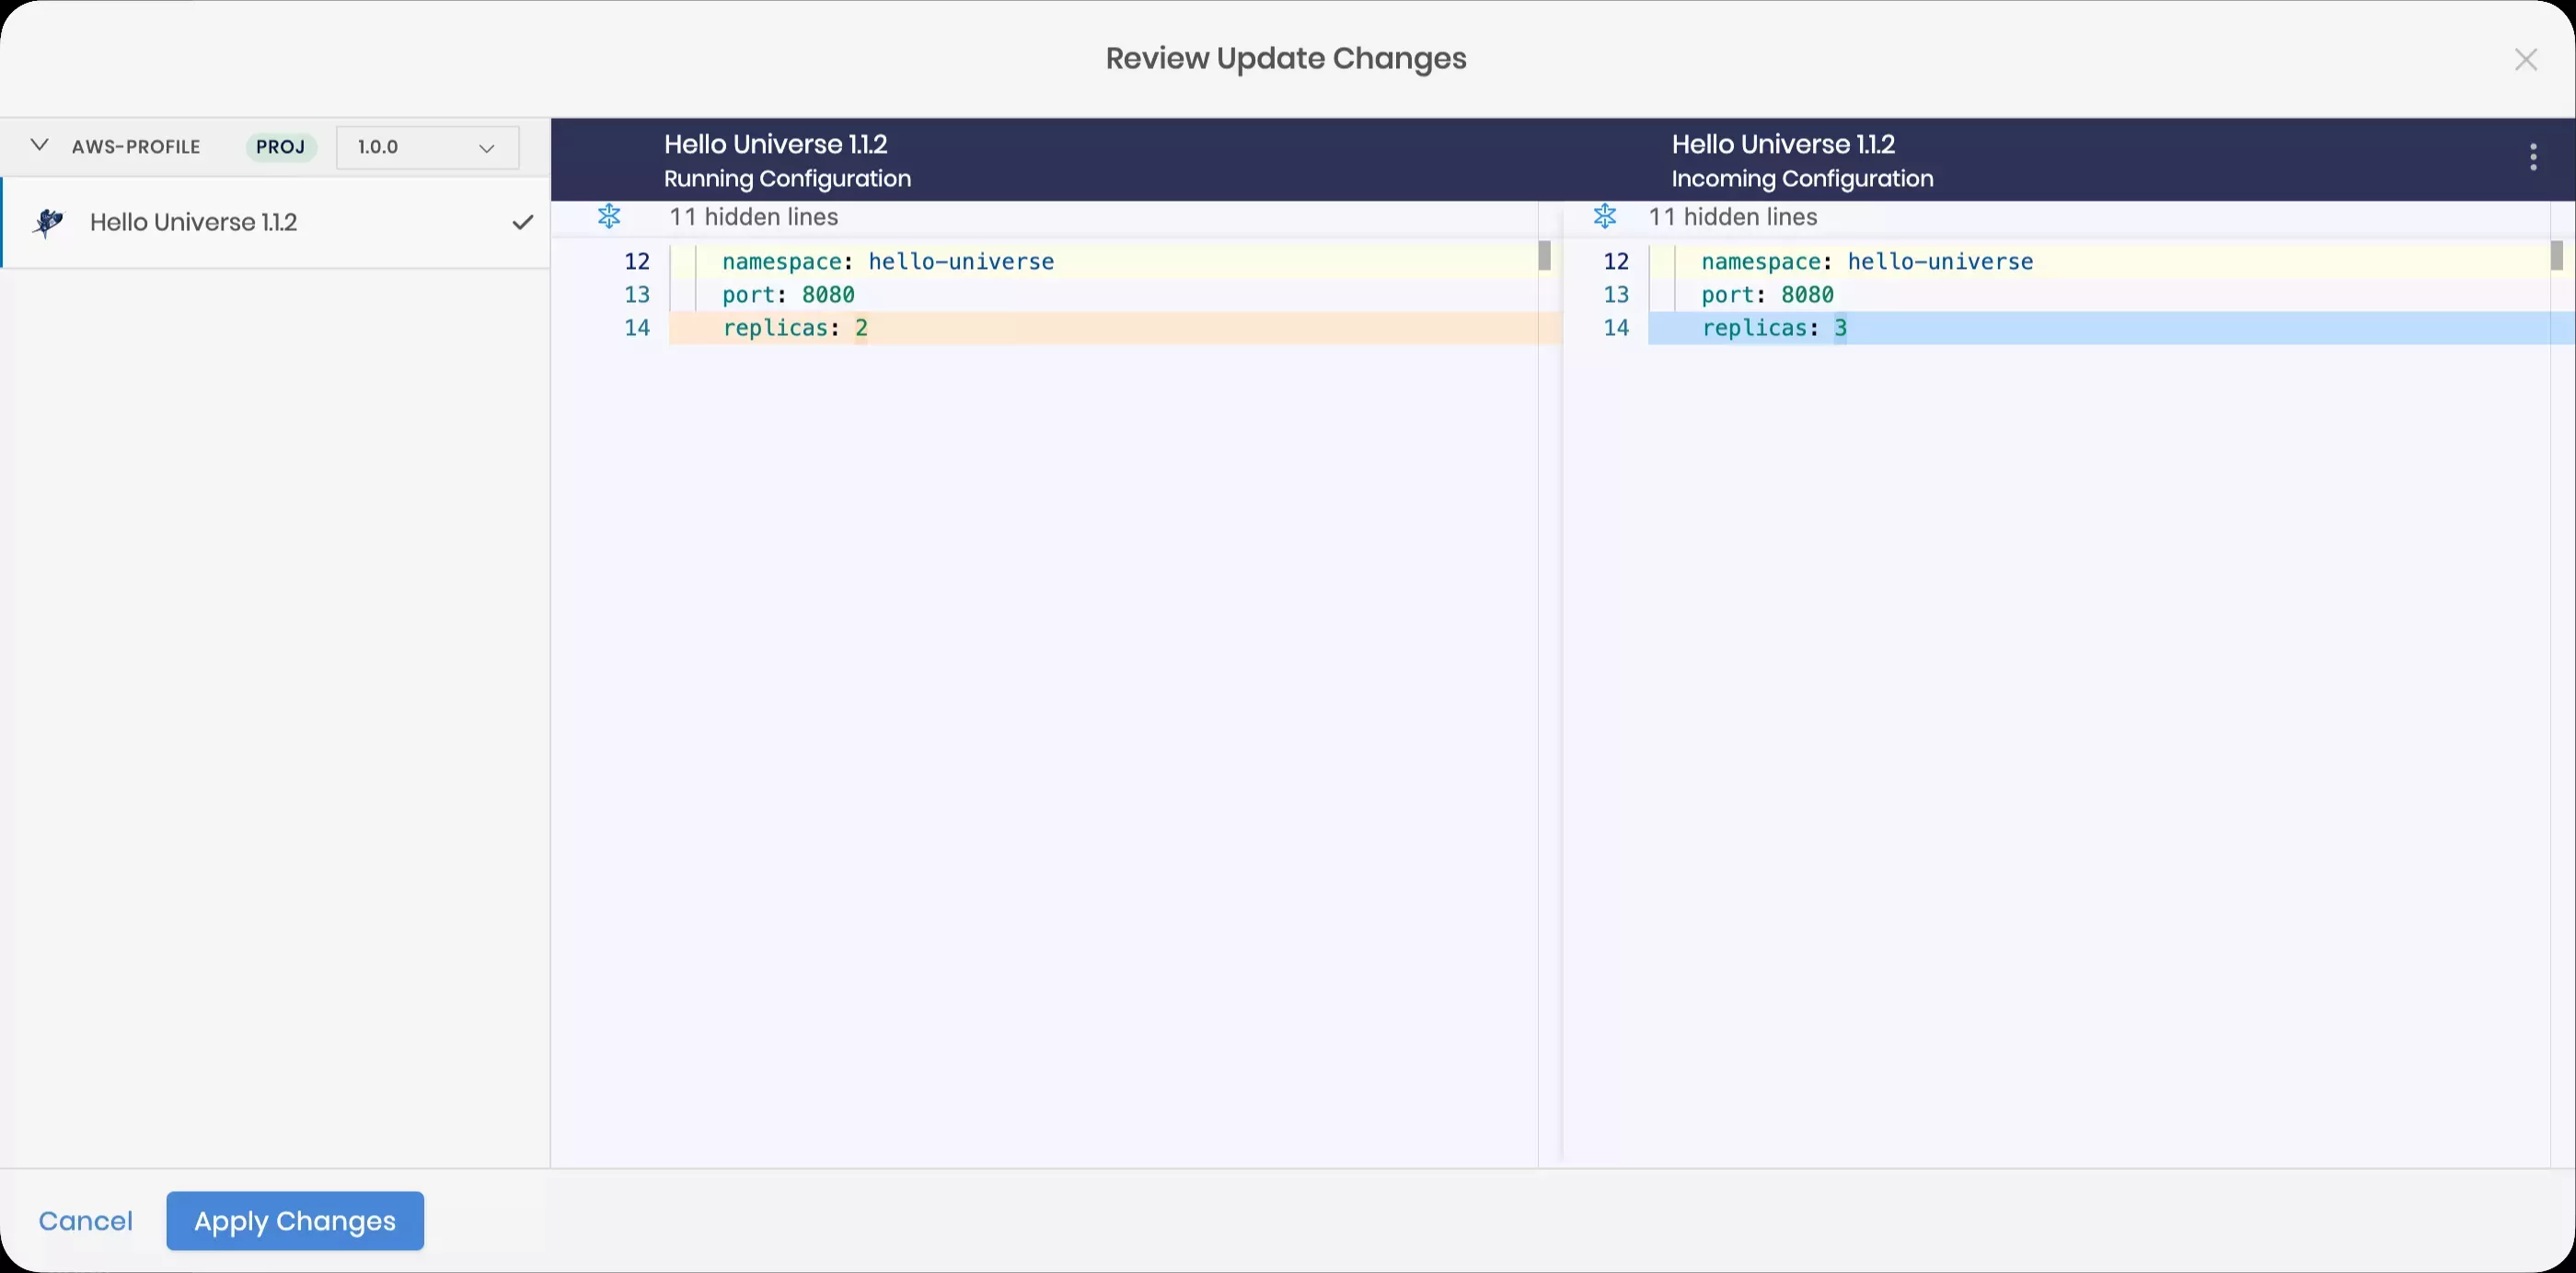 Review Update Changes
AWS-PROFILE PROJ 1.0.0
Hello Universe 1.1.2
Hello Universe 1.1.2
Running Configuration
11 hidden lines
12 namespace: hello-universe
13 port: 8080
14 replicas: 2
Hello Universe 1.1.2
Incoming Configuration
11 hidden lines
12 namespace: hello-universe
13 port: 8080
14 replicas: 3
Cancel Apply Changes